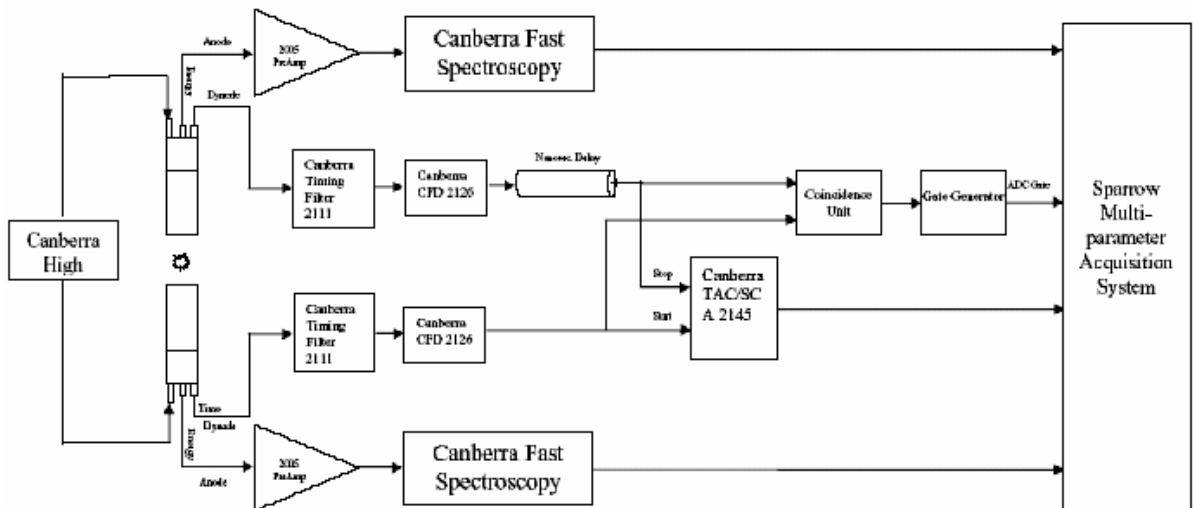 Anode
2005
PreAmp
Canberra Fast
Spectroscopy
Energy
Dynode
Canberra
Timing
Filter
2111
Canberra
CFD 2126
Nanosec. Delay
Coincidence
Unit
Gate Generator
ADC Gate
Sparrow
Multi-
parameter
Acquisition
System
Canberra
High
Stop
Start
Canberra
TAC/SC
A 2145
Canberra
Timing
Filter
2111
Canberra
CFD 2126
Time
Dynode
Energy
Anode
2005
PreAmp
Canberra Fast
Spectroscopy